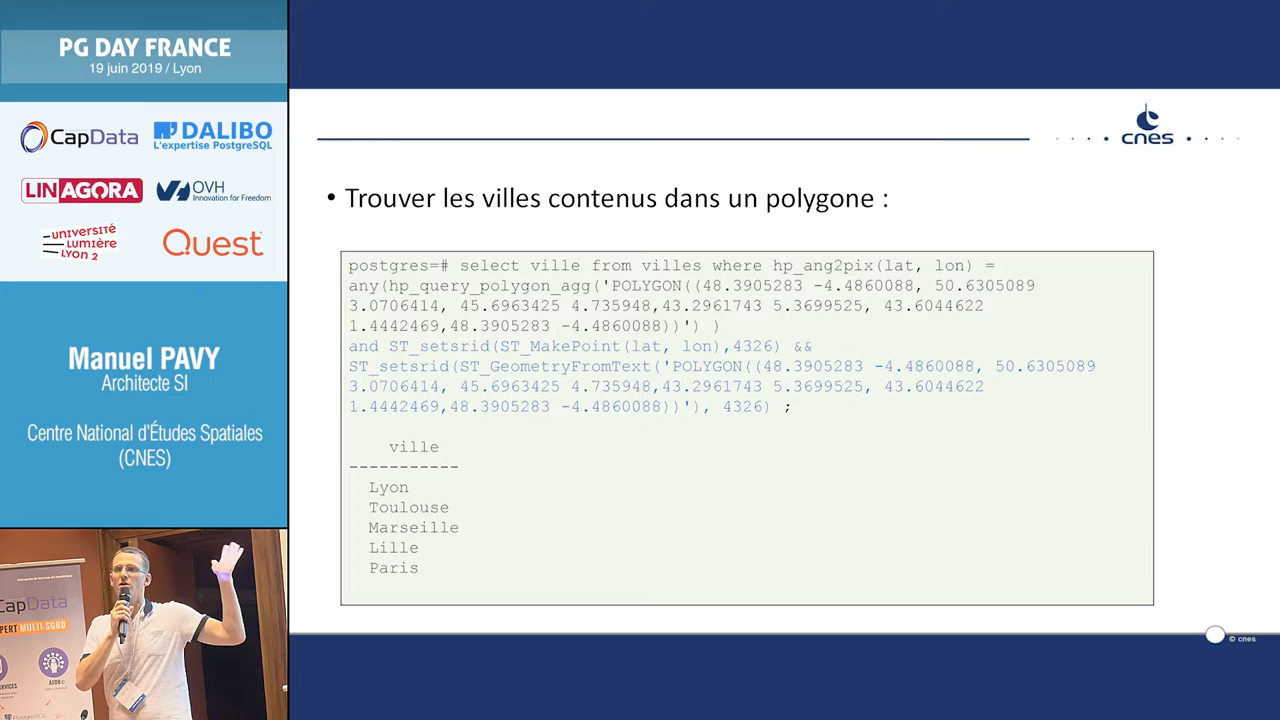 PG DAY FRANCE
19 juin 2019 / Lyon
CapData
DALIBO
L'expertise PostgreSQL
LINAGORA
OVH
Innovation for Freedom
UNIVERSITÉ
LUMIÈRE
LYON 2
Quest
Manuel PAVY
Architecte SI
Centre National d'Études Spatiales
(CNES)
CapData
PERT MULTI-SGBD
cnes
• Trouver les villes contenus dans un polygone :
postgres=# select ville from villes where hp_ang2pix(lat, lon) =
any(hp_query_polygon_agg('POLYGON((48.3905283 -4.4860088, 50.6305089
3.0706414, 45.6963425 4.735948,43.2961743 5.3699525, 43.6044622
1.4442469,48.3905283 -4.4860088))') )
and ST_setsrid(ST_MakePoint(lat, lon),4326) &&
ST_setsrid(ST_GeometryFromText('POLYGON((48.3905283 -4.4860088, 50.6305089
3.0706414, 45.6963425 4.735948,43.2961743 5.3699525, 43.6044622
1.4442469,48.3905283 -4.4860088))'), 4326) ;
ville
-----------
Lyon
Toulouse
Marseille
Lille
Paris
© cnes